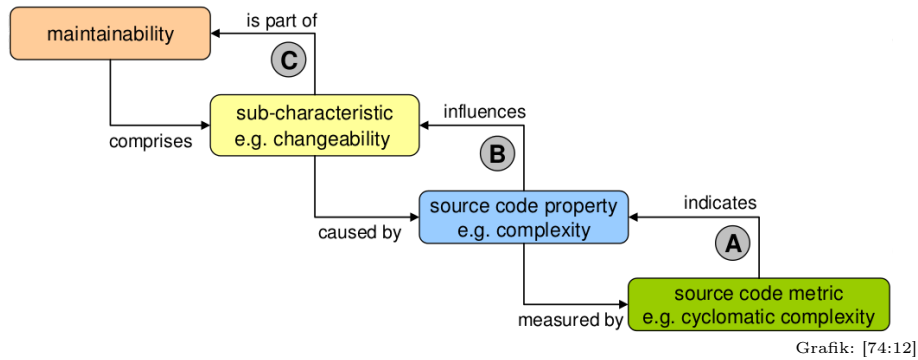 is part of
maintainability
C
sub-characteristic
e.g. changeability
comprises
influences
B
source code property
e.g. complexity
caused by
indicates
A
source code metric
e.g. cyclomatic complexity
measured by
Grafik: [74:12]